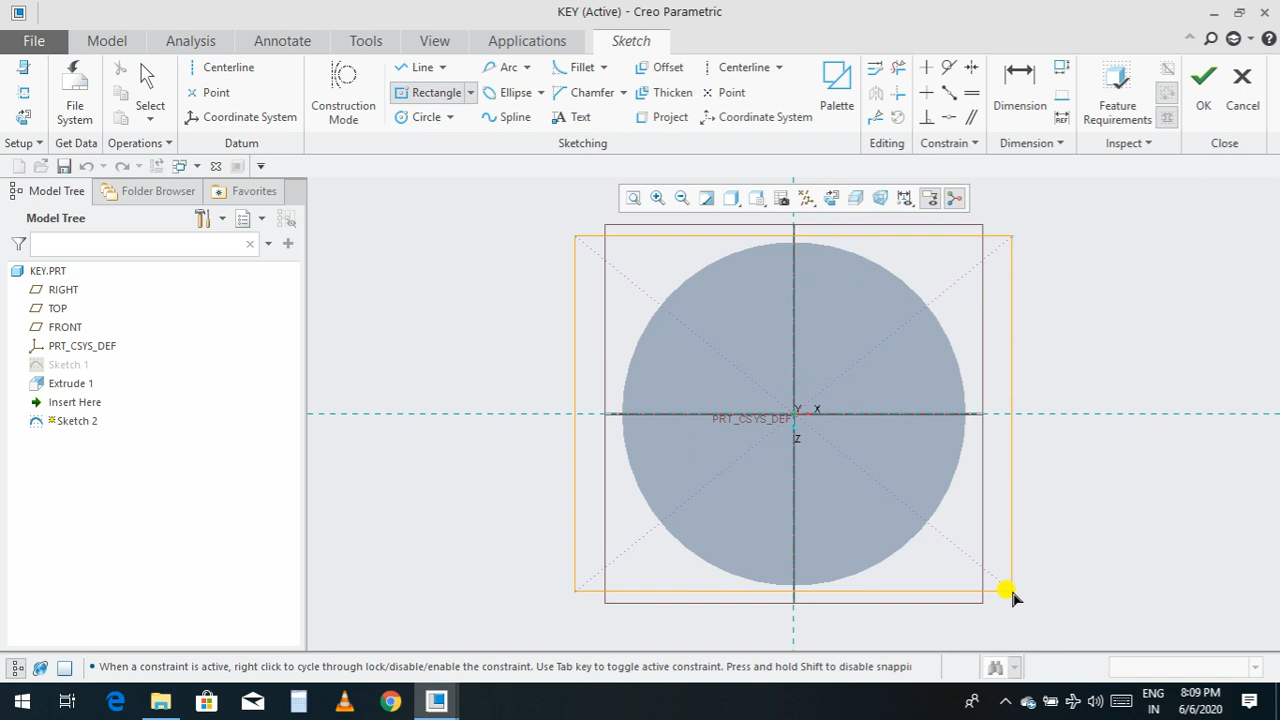 KEY (Active) - Creo Parametric
File Model Analysis Annotate Tools View Applications Sketch
Centerline Line Arc Fillet Offset Centerline
Point Rectangle Ellipse Chamfer Thicken Point
Coordinate System Circle Spline Text Project Coordinate System
File System Select Construction Mode Palette Dimension Feature Requirements OK Cancel
Setup Get Data Operations Datum Sketching Editing Constrain Dimension Inspect Close
Model Tree Folder Browser Favorites
Model Tree
KEY.PRT
RIGHT
TOP
FRONT
PRT_CSYS_DEF
Sketch 1
Extrude 1
Insert Here
Sketch 2
Y X
PRT_CSYS_DEF
Z
• When a constraint is active, right click to cycle through lock/disable/enable the constraint. Use Tab key to toggle active constraint. Press and hold Shift to disable snappin
ENG 8:09 PM
IN 6/6/2020